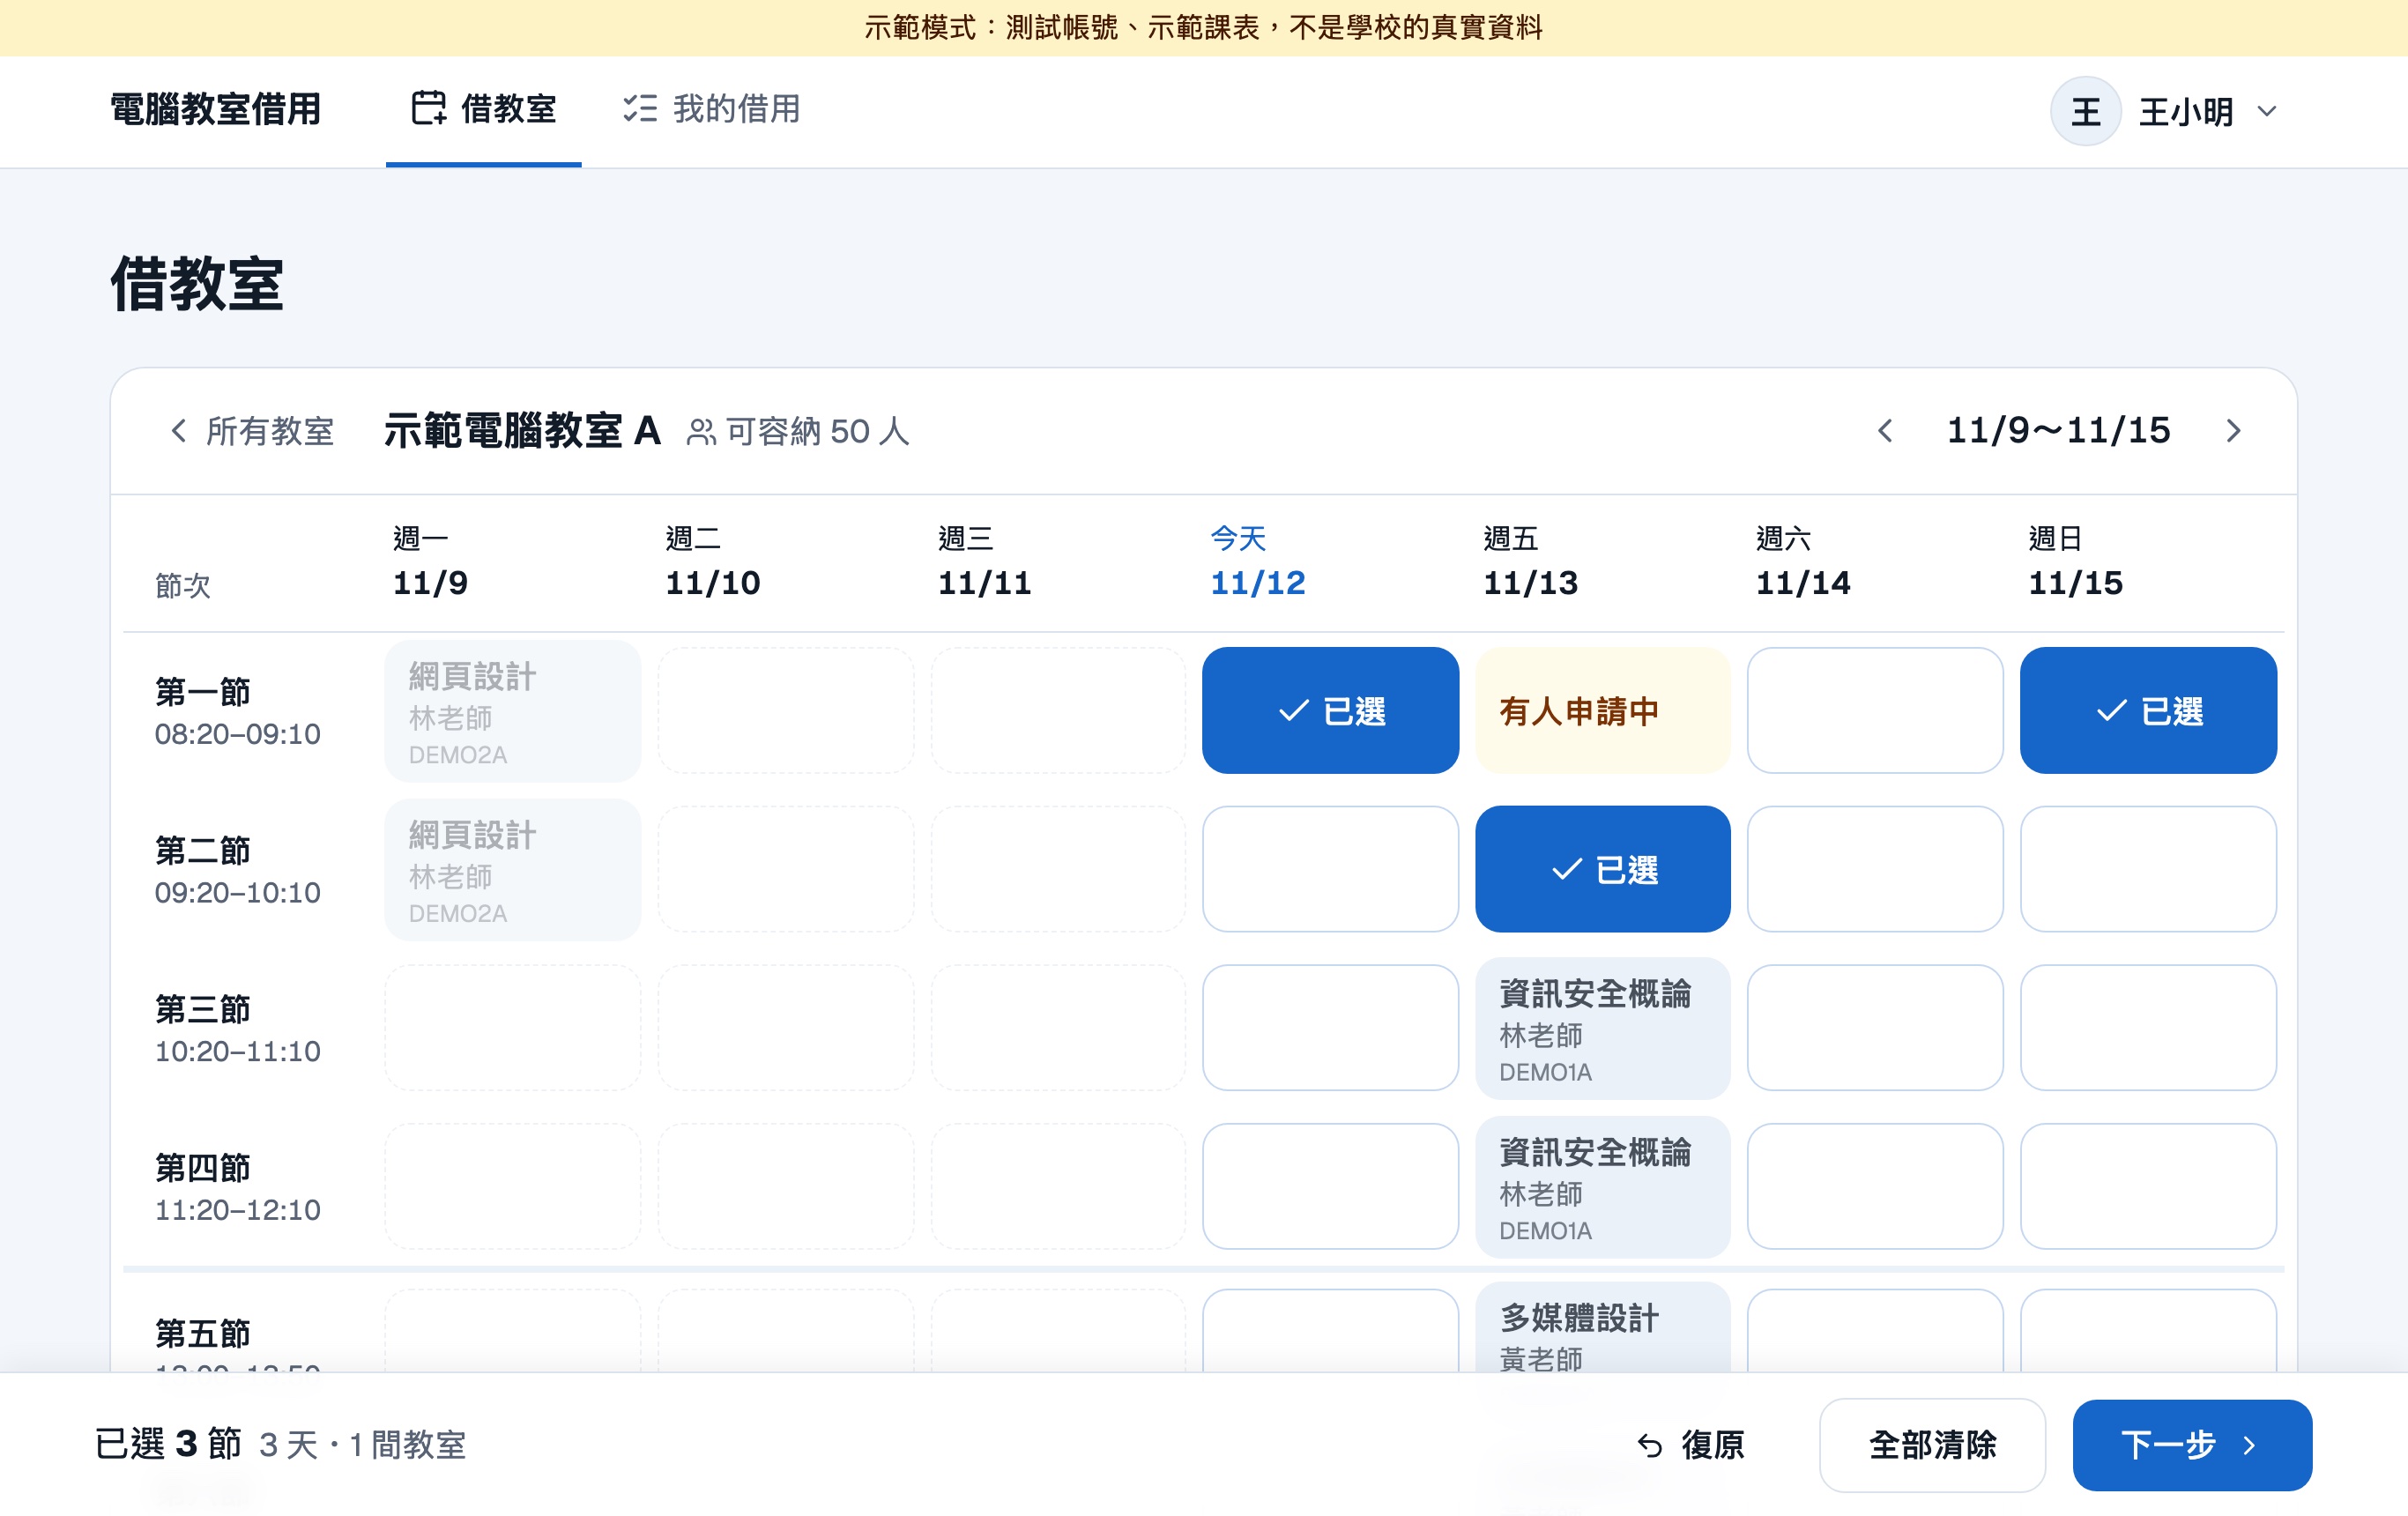 示範模式：測試帳號、示範課表，不是學校的真實資料
電腦教室借用
借教室
我的借用
王
王小明
借教室
所有教室
示範電腦教室 A
可容納 50 人
11/9～11/15
節次
週一
11/9
週二
11/10
週三
11/11
今天
11/12
週五
11/13
週六
11/14
週日
11/15
第一節
08:20–09:10
網頁設計
林老師
DEMO2A
已選
有人申請中
已選
第二節
09:20–10:10
網頁設計
林老師
DEMO2A
已選
第三節
10:20–11:10
資訊安全概論
林老師
DEMO1A
第四節
11:20–12:10
資訊安全概論
林老師
DEMO1A
第五節
多媒體設計
黃老師
已選 3 節 3 天・1 間教室
復原
全部清除
下一步